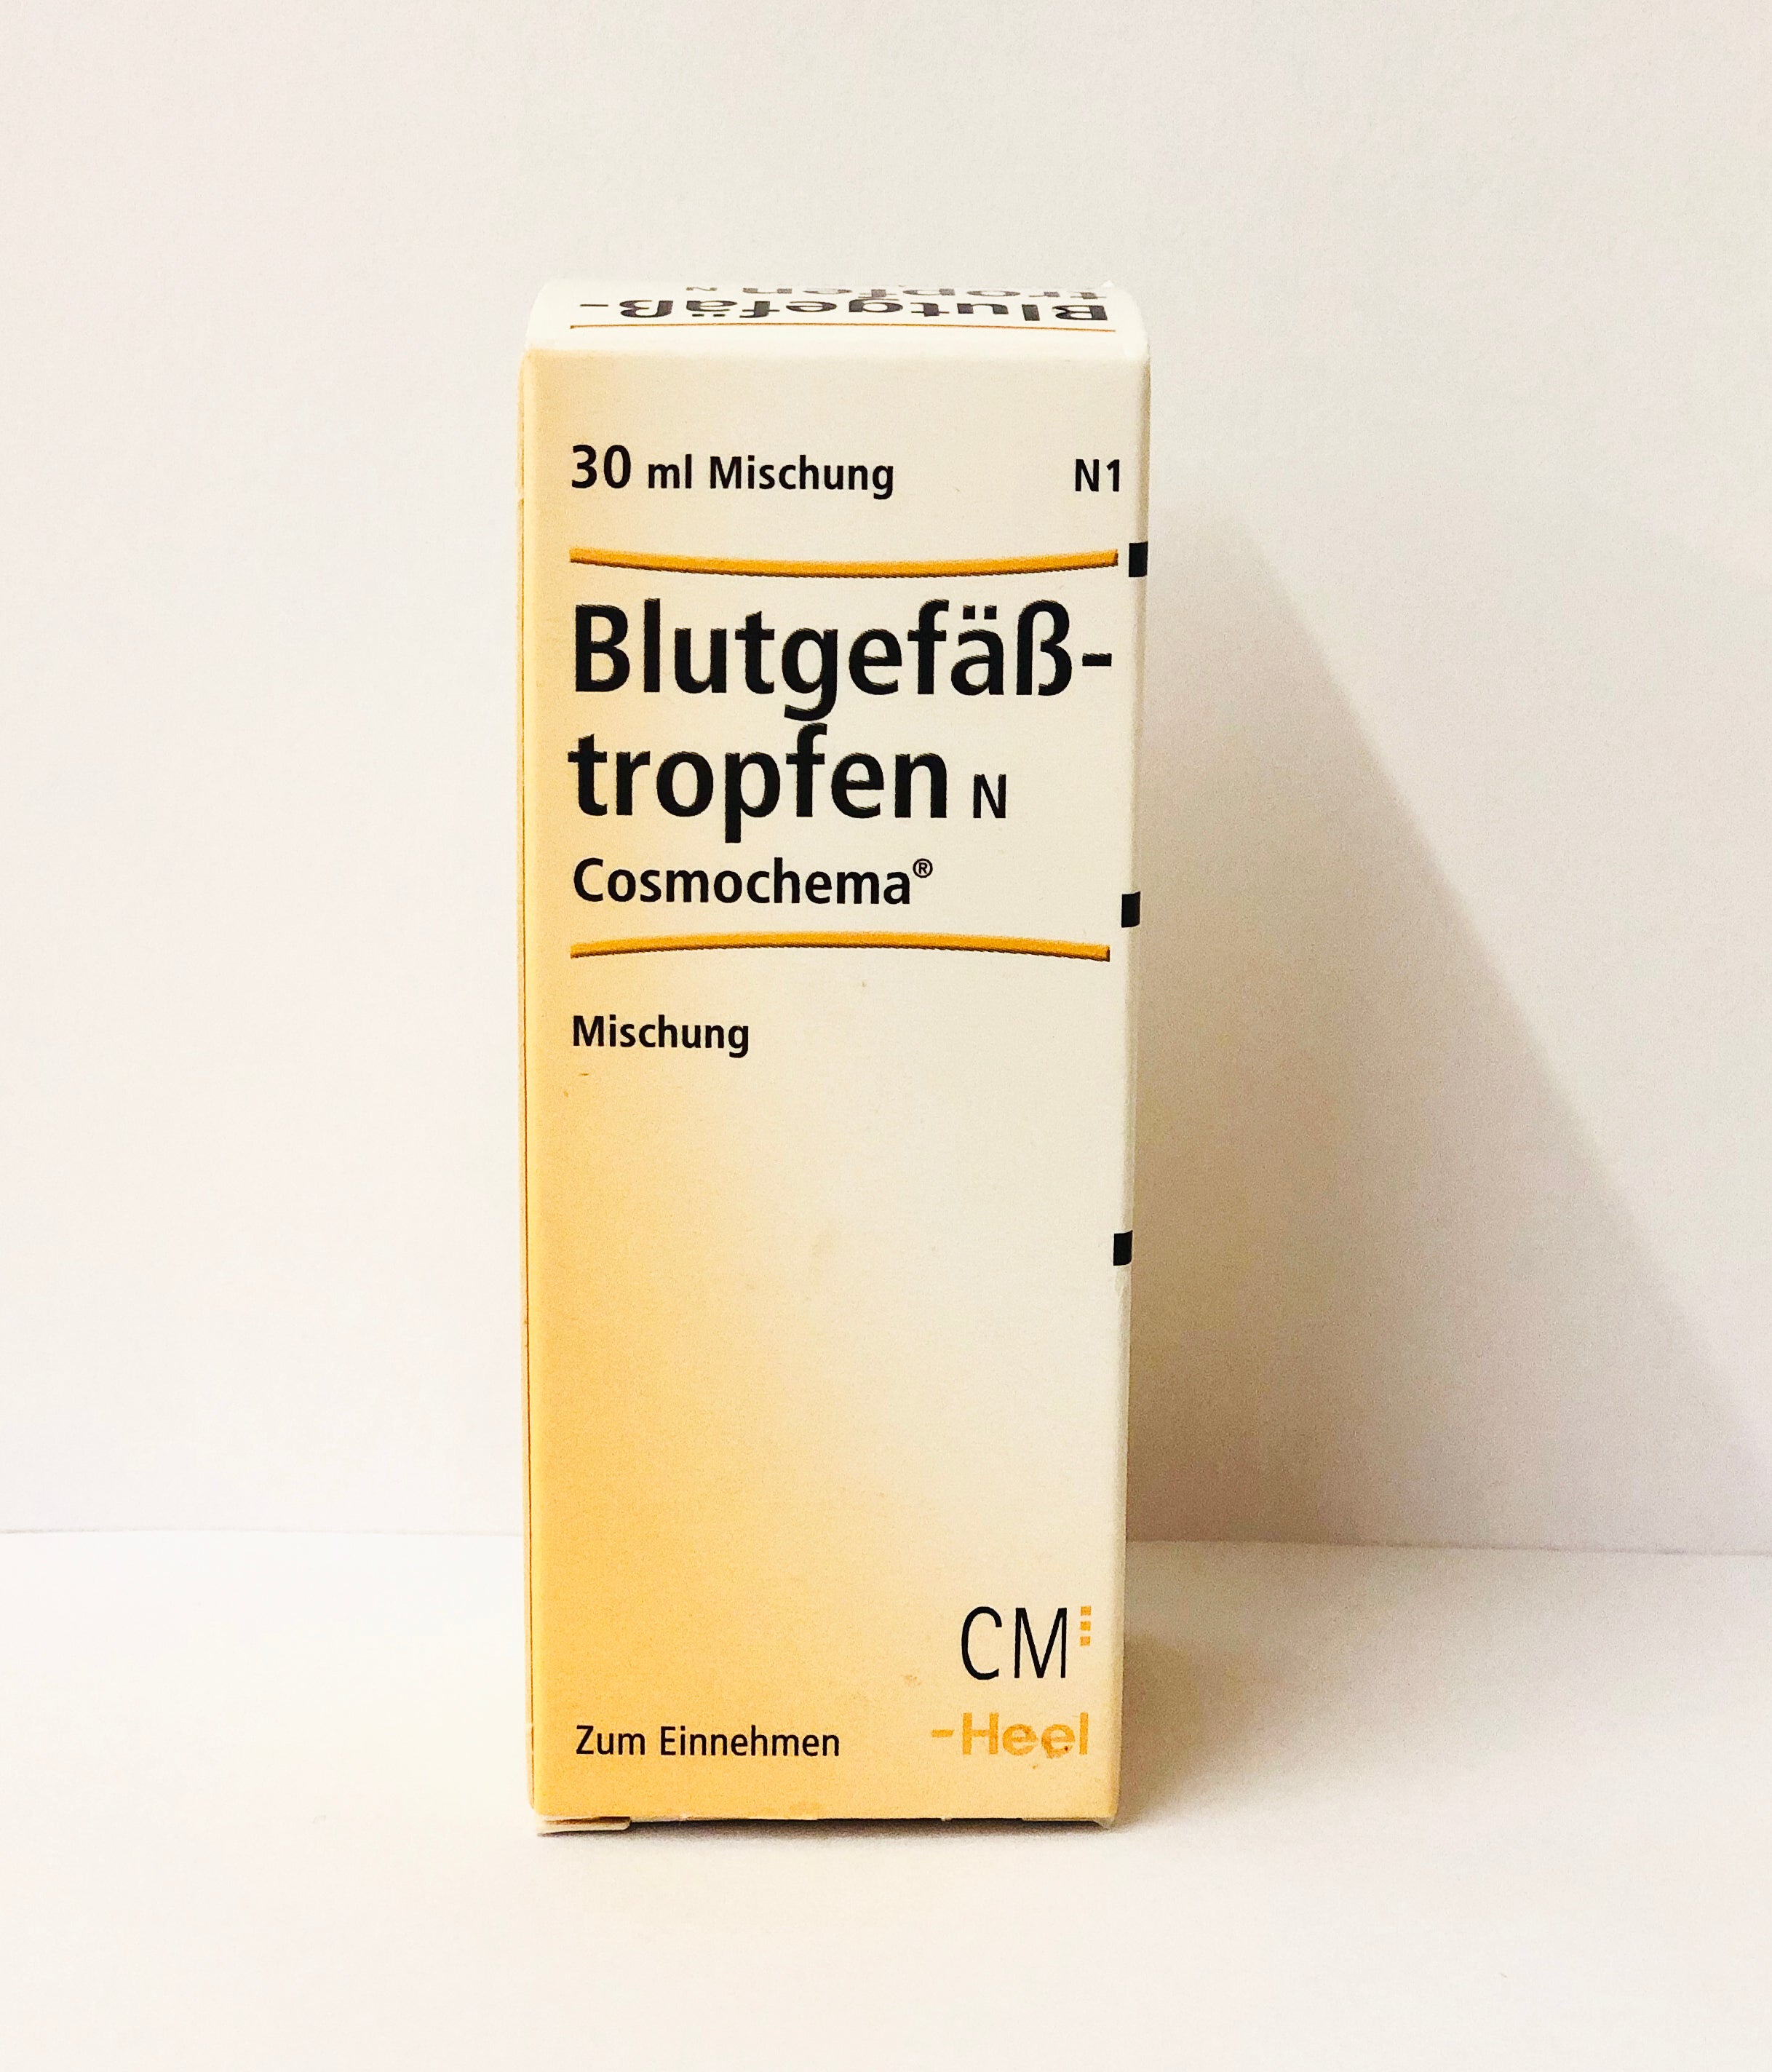 Blutgefäß-
tropfen N
30 ml Mischung N1
Blutgefäß-
tropfen N
Cosmochema®
Mischung
CM
Zum Einnehmen -Heel